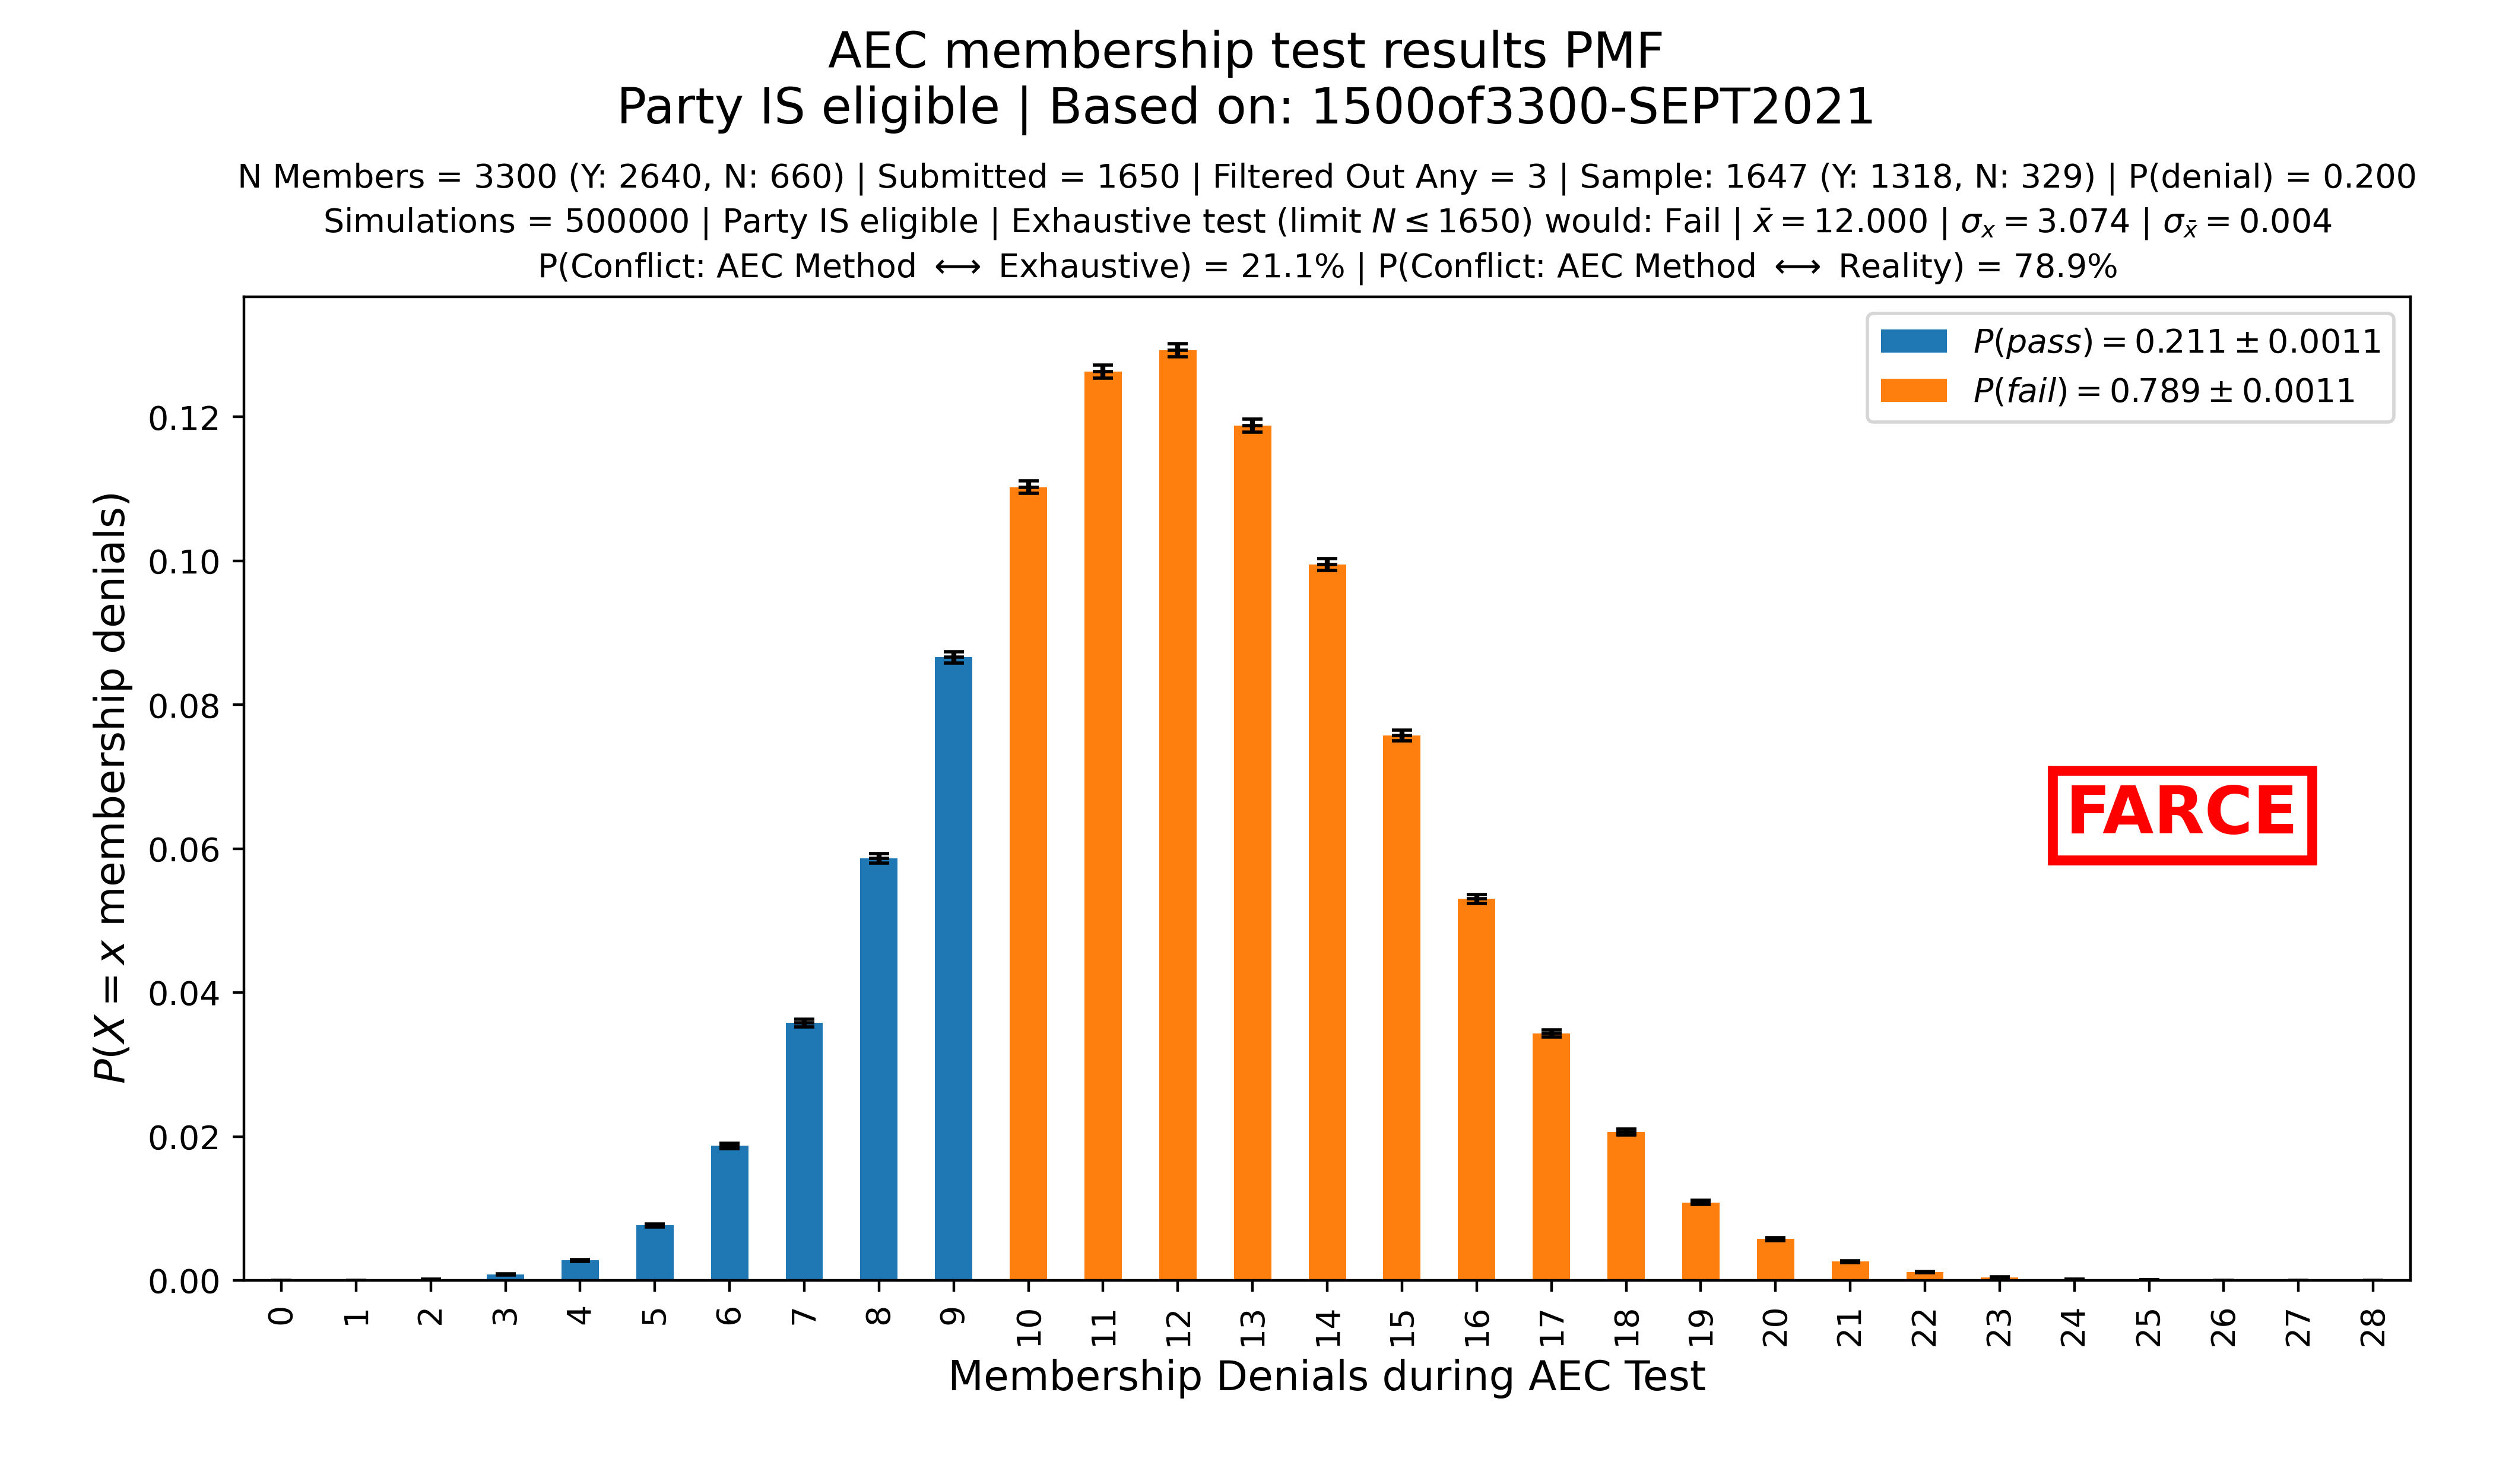 AEC membership test results PMF
Party IS eligible | Based on: 1500of3300-SEPT2021
N Members = 3300 (Y: 2640, N: 660) | Submitted = 1650 | Filtered Out Any = 3 | Sample: 1647 (Y: 1318, N: 329) | P(denial) = 0.200
Simulations = 500000 | Party IS eligible | Exhaustive test (limit N ≤ 1650) would: Fail | x̄ = 12.000 | σₓ = 3.074 | σ_x̄ = 0.004
P(Conflict: AEC Method ⟷ Exhaustive) = 21.1% | P(Conflict: AEC Method ⟷ Reality) = 78.9%
P(pass) = 0.211 ± 0.0011
P(fail) = 0.789 ± 0.0011
FARCE
P(X = x membership denials)
0.12
0.10
0.08
0.06
0.04
0.02
0.00
0 1 2 3 4 5 6 7 8 9 10 11 12 13 14 15 16 17 18 19 20 21 22 23 24 25 26 27 28
Membership Denials during AEC Test